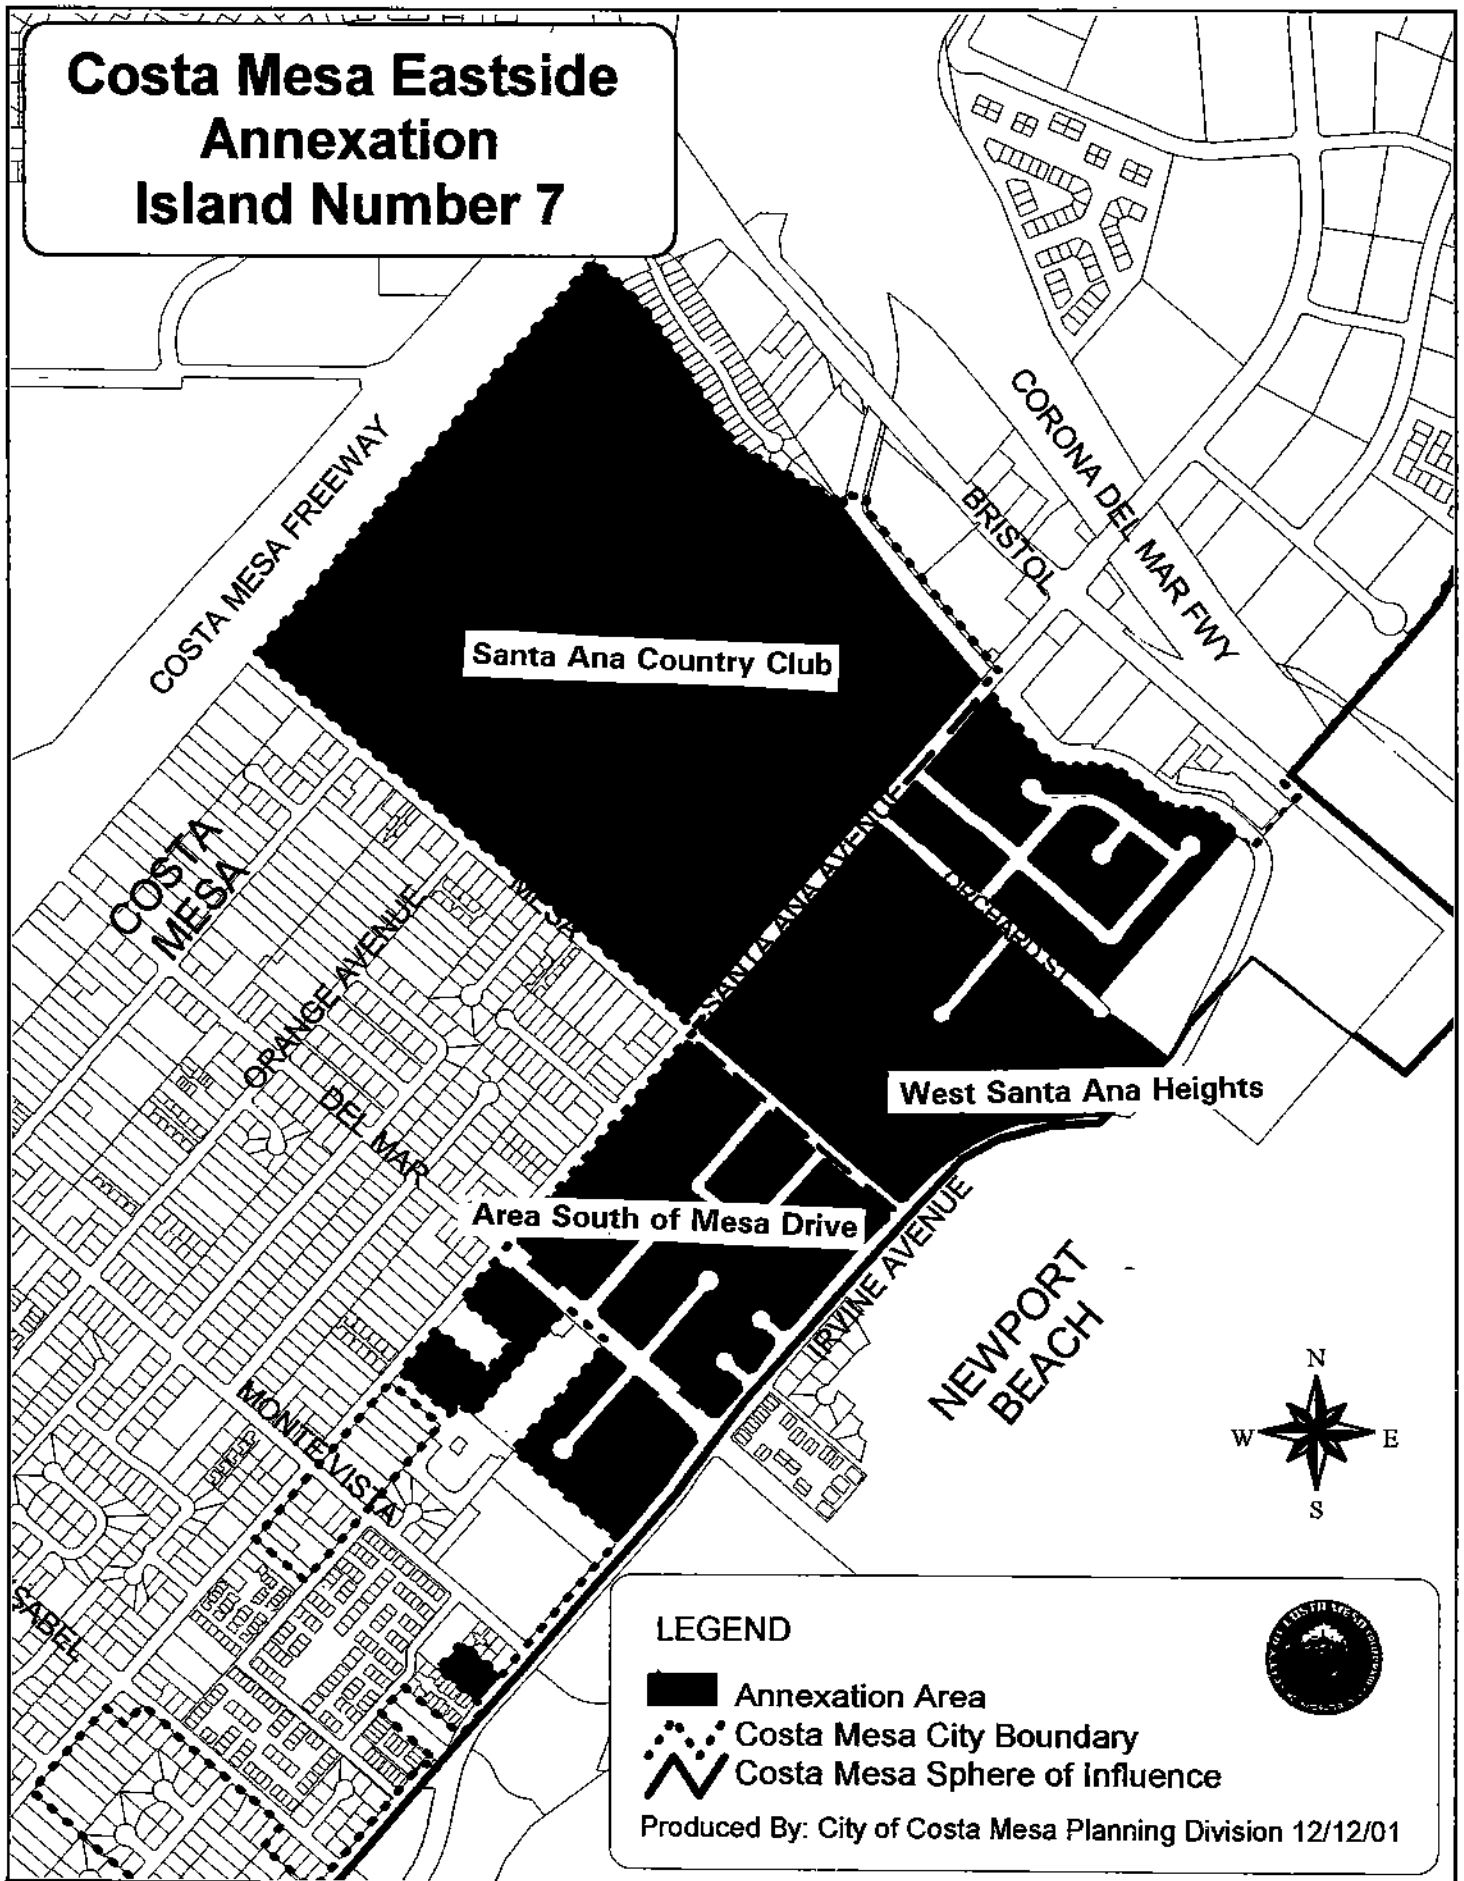 Costa Mesa Eastside
Annexation
Island Number 7
CORONA DEL MAR FWY
COSTA MESA FREEWAY
BRISTOL
Santa Ana Country Club
SANTA ANA AVENUE
COSTA
MESA
MESA
ORCHARD ST
ORANGE AVENUE
DEL MAR
West Santa Ana Heights
Area South of Mesa Drive
IRVINE AVENUE
NEWPORT
BEACH
MONTE VISTA
SABEL
N
W
E
S
LEGEND
Annexation Area
Costa Mesa City Boundary
Costa Mesa Sphere of Influence
Produced By: City of Costa Mesa Planning Division 12/12/01